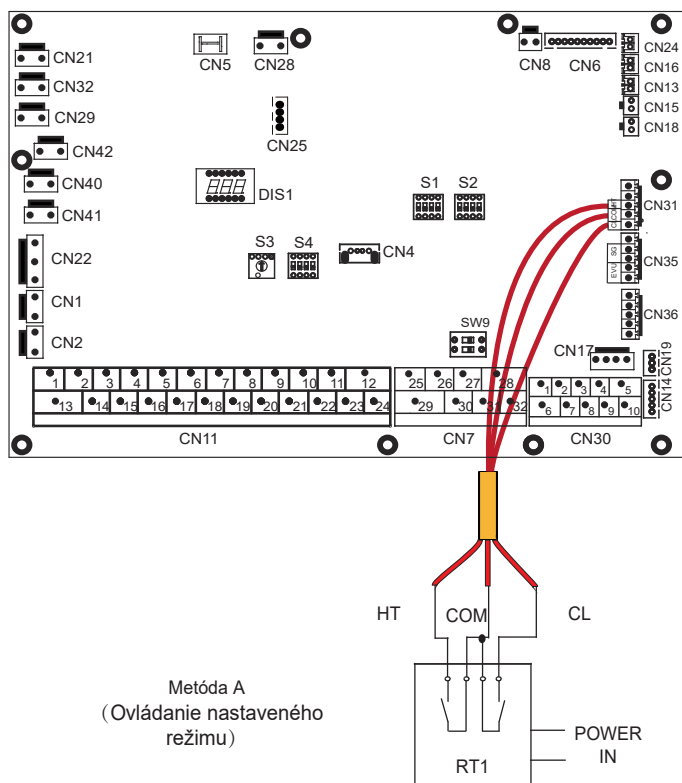 CN21
CN32
CN29
CN42
CN40
CN41
CN22
CN1
CN2
CN5
CN28
CN25
DIS1
S3
S4
CN4
S1
S2
SW9
CN8
CN6
CN24
CN16
CN13
CN15
CN18
CN31
CN35
SG
EVU
CN36
CN17
CN19
CN14
1 2 3 4 5 6 7 8 9 10 11 12
13 14 15 16 17 18 19 20 21 22 23 24
CN11
25 26 27 28
29 30 31 32
CN7
1 2 3 4 5
6 7 8 9 10
CN30
HT
COM
CL
Metóda A
(Ovládanie nastaveného
režimu)
RT1
POWER
IN